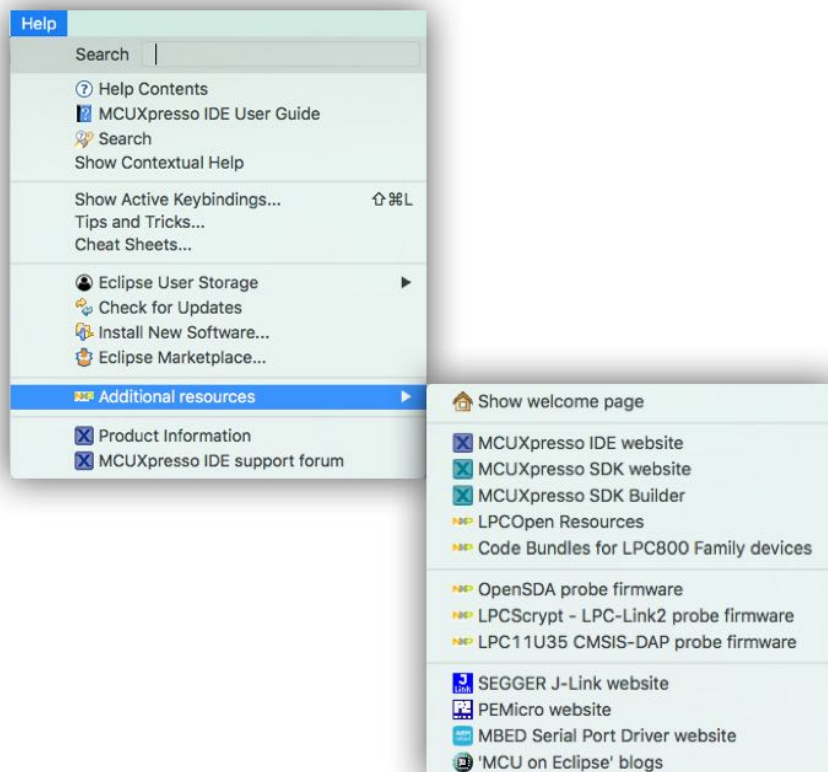 Help
Search
Help Contents
MCUXpresso IDE User Guide
Search
Show Contextual Help
Show Active Keybindings... ⇧⌘L
Tips and Tricks...
Cheat Sheets...
Eclipse User Storage
Check for Updates
Install New Software...
Eclipse Marketplace...
Additional resources
Product Information
MCUXpresso IDE support forum
Show welcome page
MCUXpresso IDE website
MCUXpresso SDK website
MCUXpresso SDK Builder
LPCOpen Resources
Code Bundles for LPC800 Family devices
OpenSDA probe firmware
LPCScrypt - LPC-Link2 probe firmware
LPC11U35 CMSIS-DAP probe firmware
SEGGER J-Link website
PEMicro website
MBED Serial Port Driver website
'MCU on Eclipse' blogs